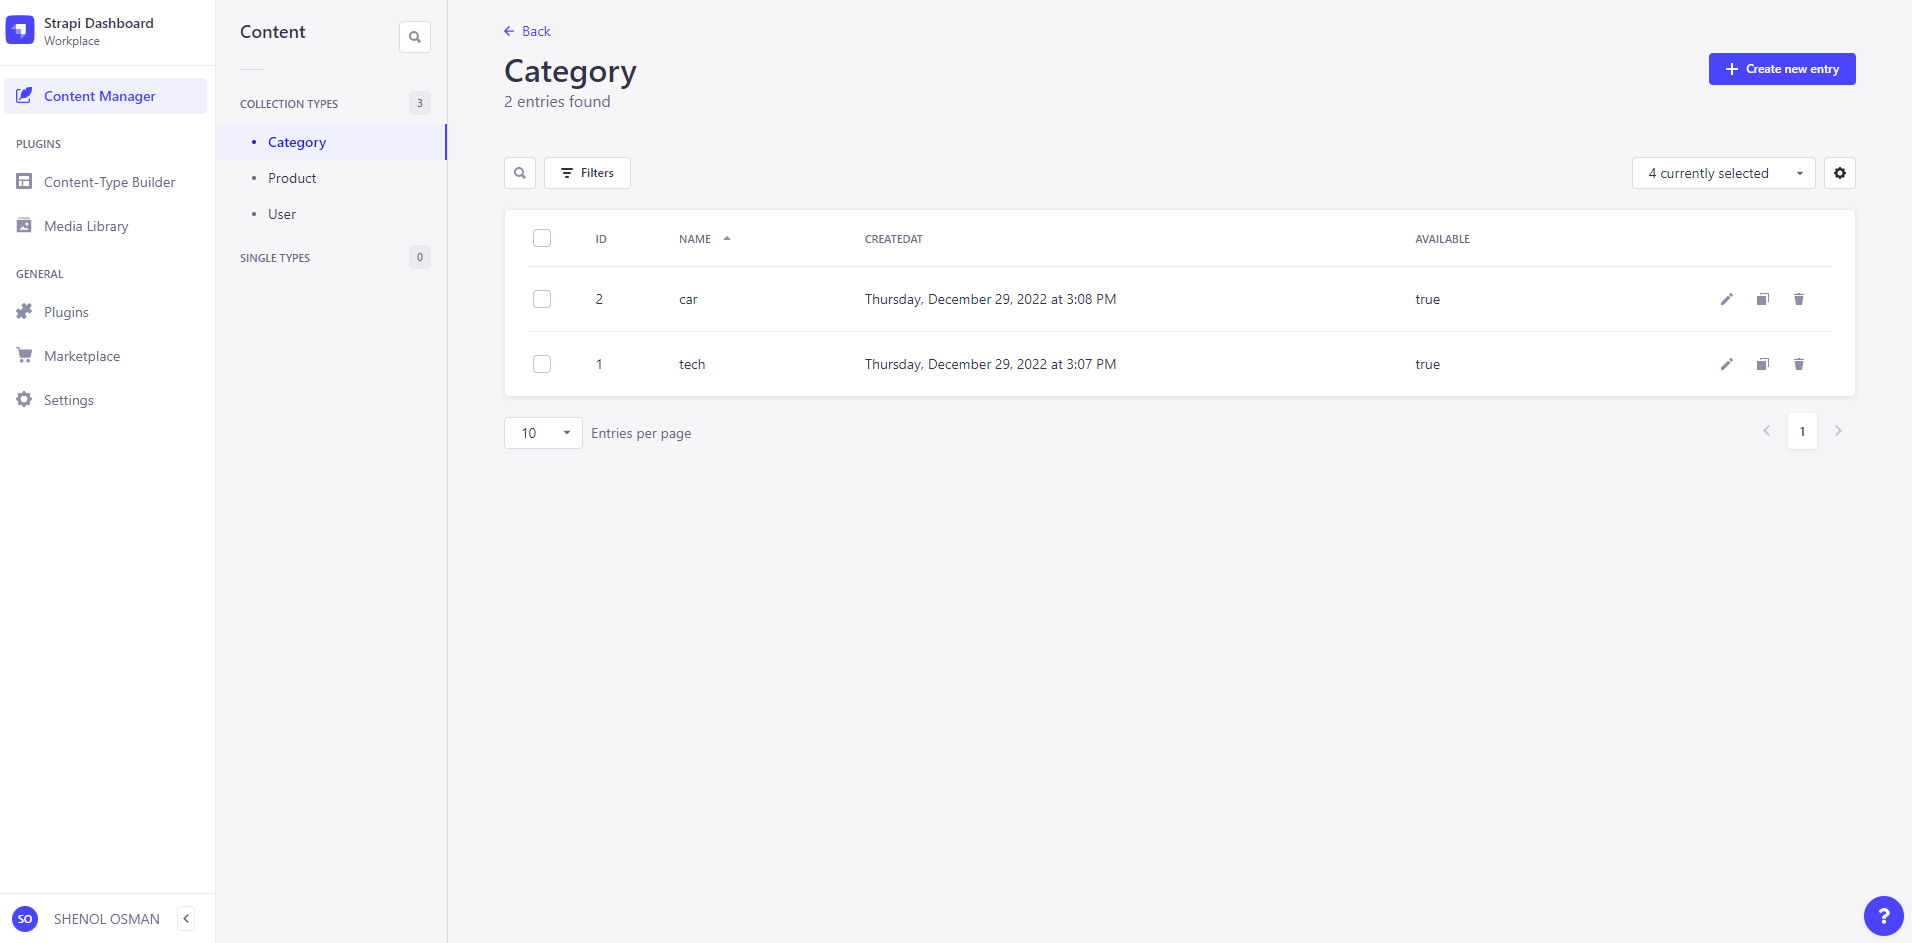 Strapi Dashboard
Workplace
Content Manager
PLUGINS
Content-Type Builder
Media Library
GENERAL
Plugins
Marketplace
Settings
SO SHENOL OSMAN
Content
COLLECTION TYPES 3
Category
Product
User
SINGLE TYPES 0
Back
Category
2 entries found
Create new entry
Filters
4 currently selected
ID NAME CREATEDAT AVAILABLE
2 car Thursday, December 29, 2022 at 3:08 PM true
1 tech Thursday, December 29, 2022 at 3:07 PM true
10 Entries per page
1
?